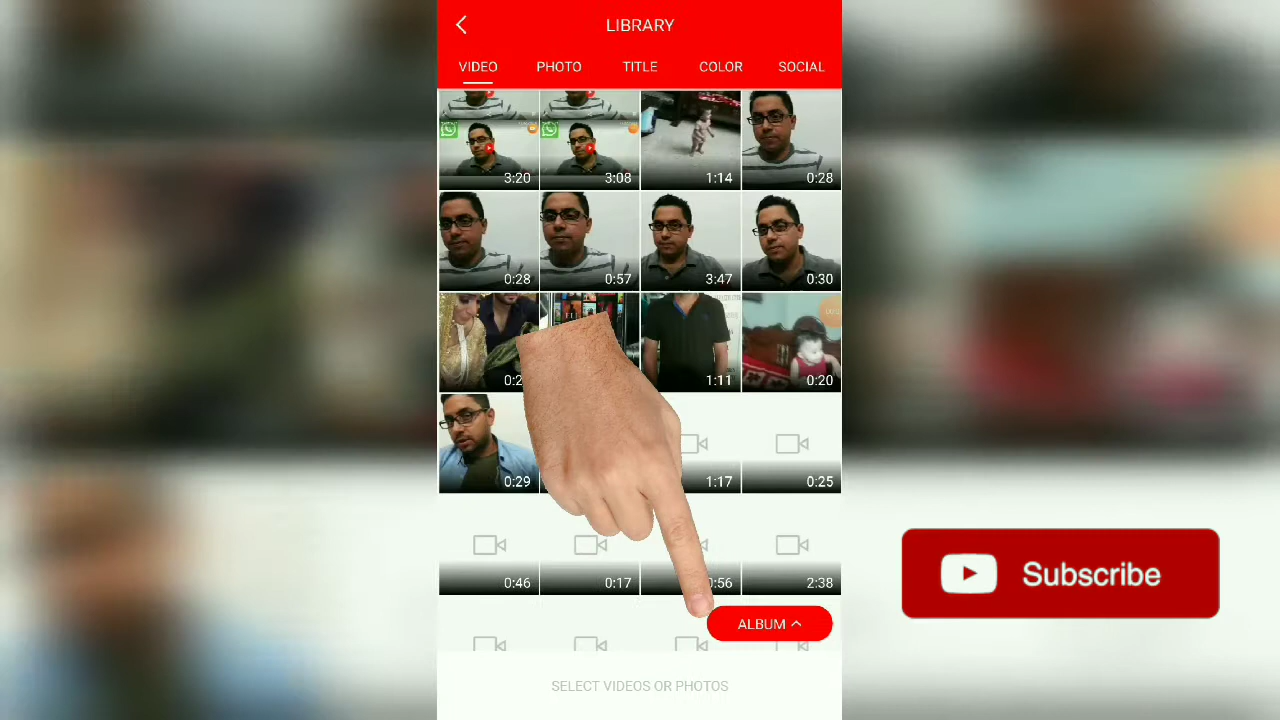 LIBRARY
VIDEO PHOTO TITLE COLOR SOCIAL
3:20 3:08 1:14 0:28
0:28 0:57 3:47 0:30
1:11 0:20
0:29 1:17 0:25
0:46 0:17 0:56 2:38
Subscribe
ALBUM
SELECT VIDEOS OR PHOTOS